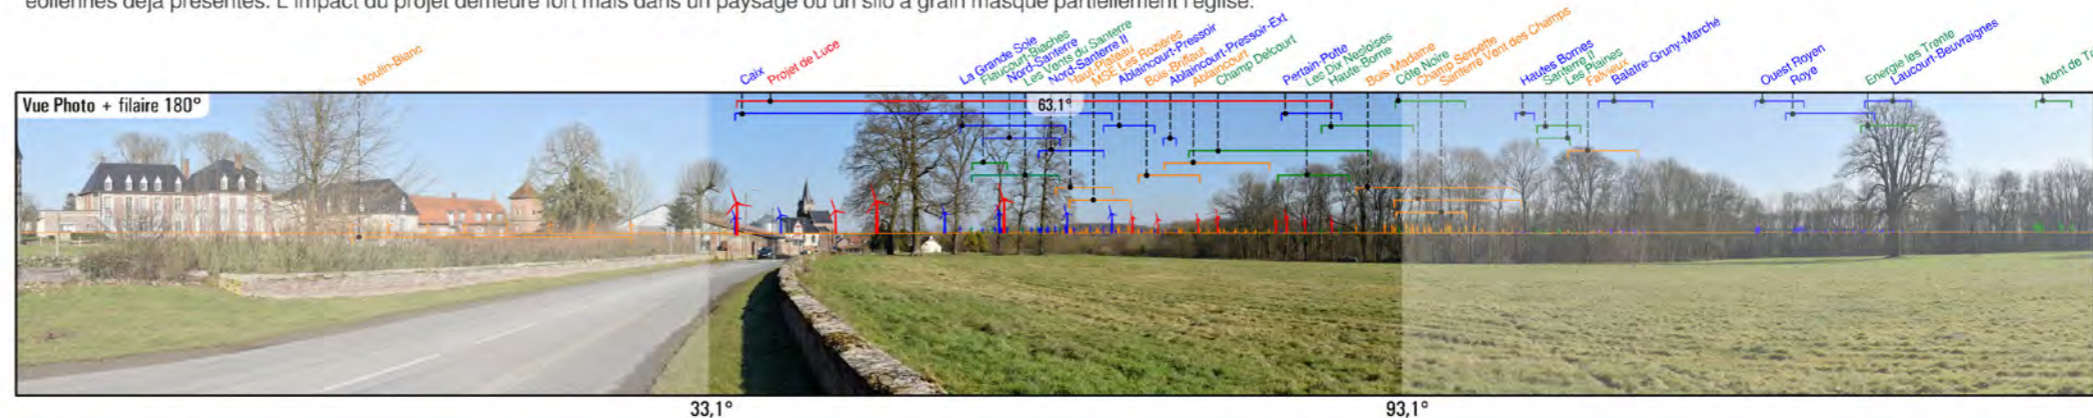 éoliennes déjà présentes. L'impact du projet demeure fort mais dans un paysage où un silo à grain masque partiellement l'église.
Moulin-Blanc
Caix
Projet de Luce
La Grande Soie
Flaucourt-Biaches
Nord-Santerre
Les Vents du Santerre
Nord-Santerre II
Haut Plateau
MSE Les Rozières
Ablaincourt-Pressoir
Bois-Briffaut
Ablaincourt-Pressoir-Ext
Ablaincourt
Champ Delcourt
Pertain-Potte
Les Dix Nesloises
Haute-Borne
Bois-Madame
Côte Noire
Champ Serpette
Santerre Vent des Champs
Hautes Bornes
Santerre II
Les Plaines
Falvieux
Balatre-Gruny-Marché
Ouest Royen
Roye
Energie les Trente
Laucourt-Beuvraignes
Mont de
Vue Photo + filaire 180°
63.1°
33,1°
93,1°